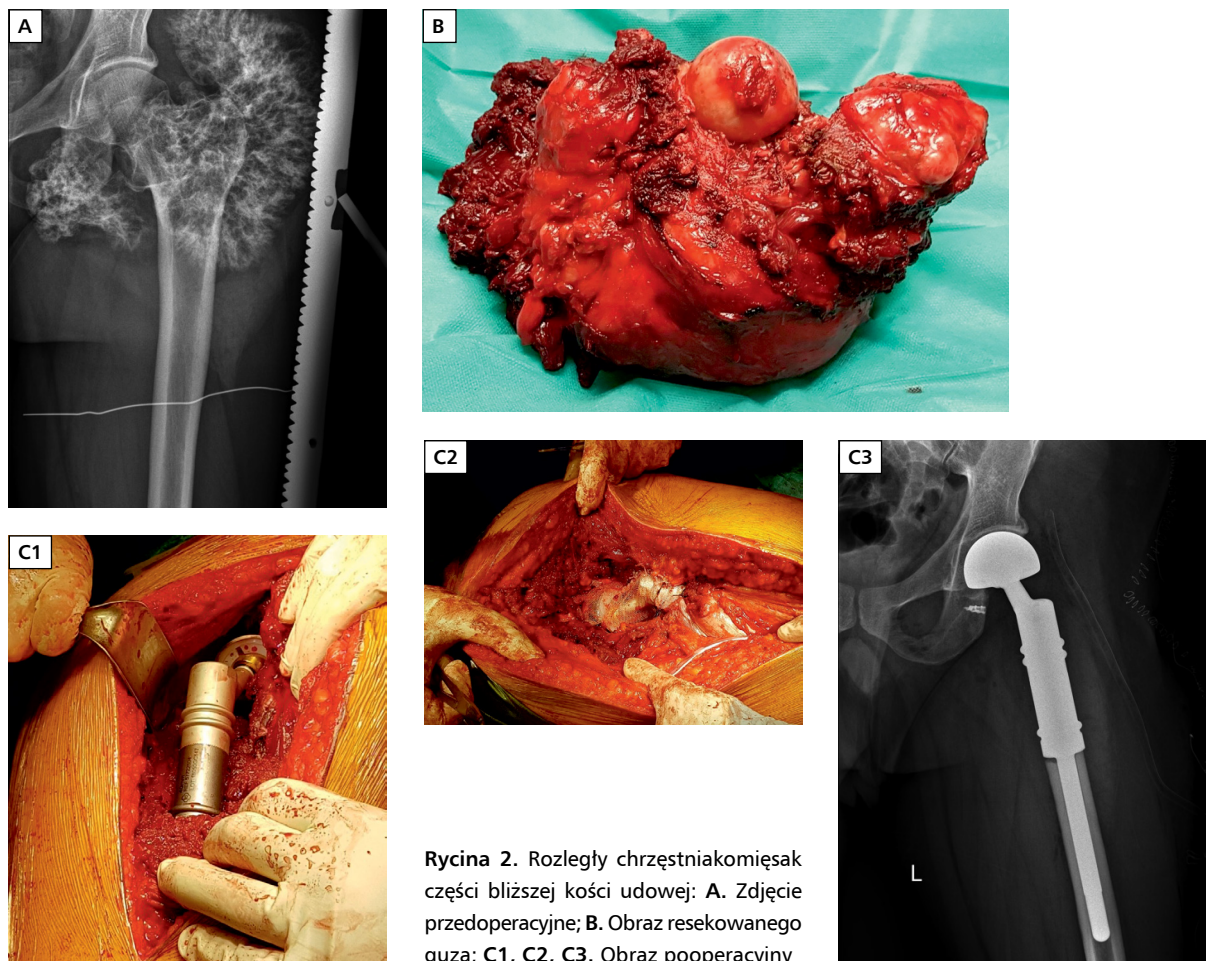 A
B
C2
C3
C1
L
Rycina 2. Rozległy chrzęstniakomięsak
części bliższej kości udowej: A. Zdjęcie
przedoperacyjne; B. Obraz resekowanego
guza; C1, C2, C3. Obraz pooperacyjny